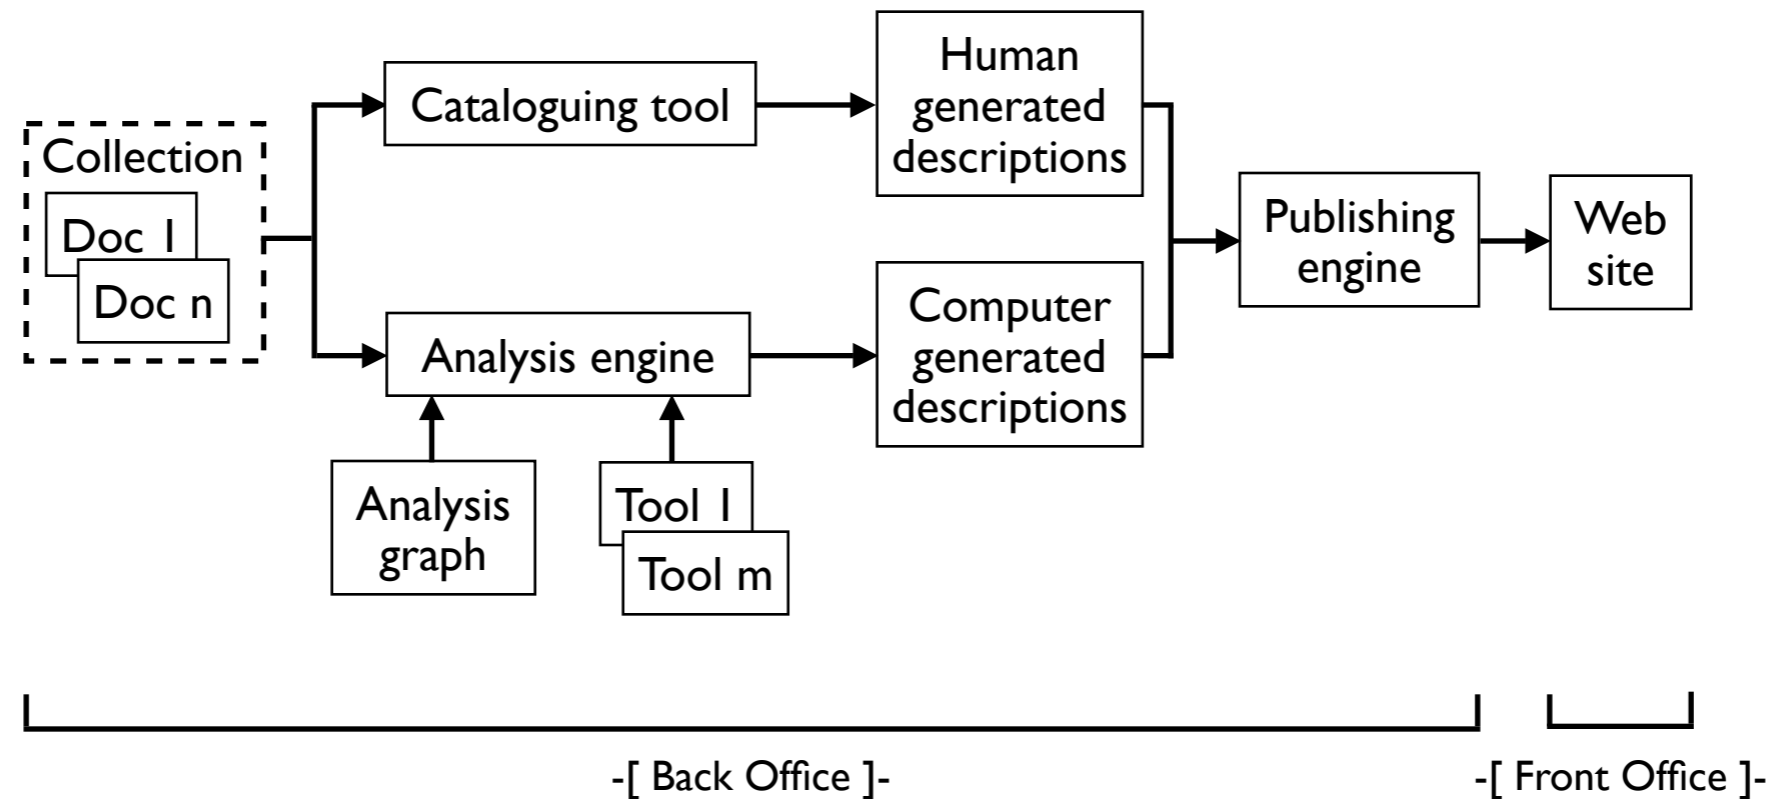 Collection
Doc 1
Doc n
Cataloguing tool
Human
generated
descriptions
Analysis engine
Computer
generated
descriptions
Analysis
graph
Tool 1
Tool m
Publishing
engine
Web
site
-[ Back Office ]-
-[ Front Office ]-